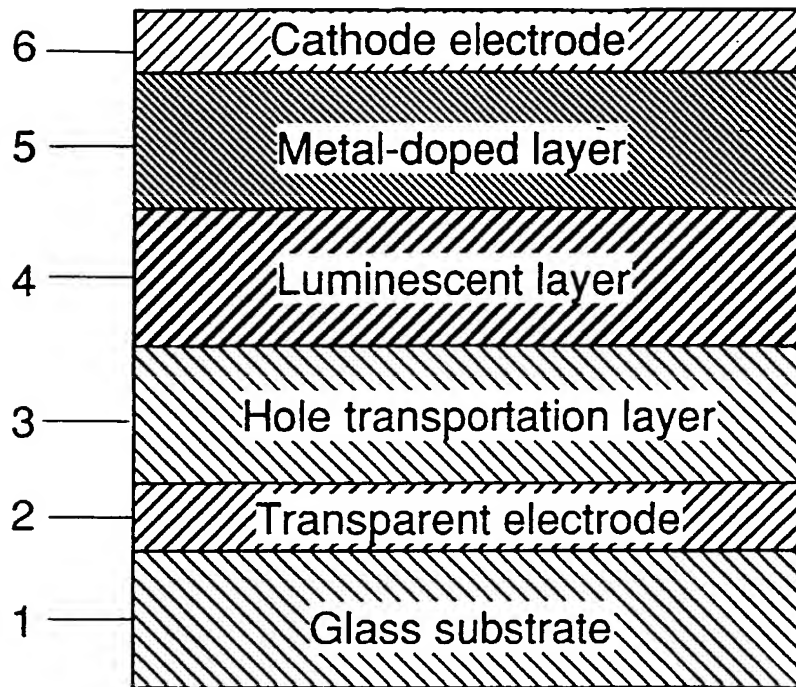 6 Cathode electrode
5 Metal-doped layer
4 Luminescent layer
3 Hole transportation layer
2 Transparent electrode
1 Glass substrate